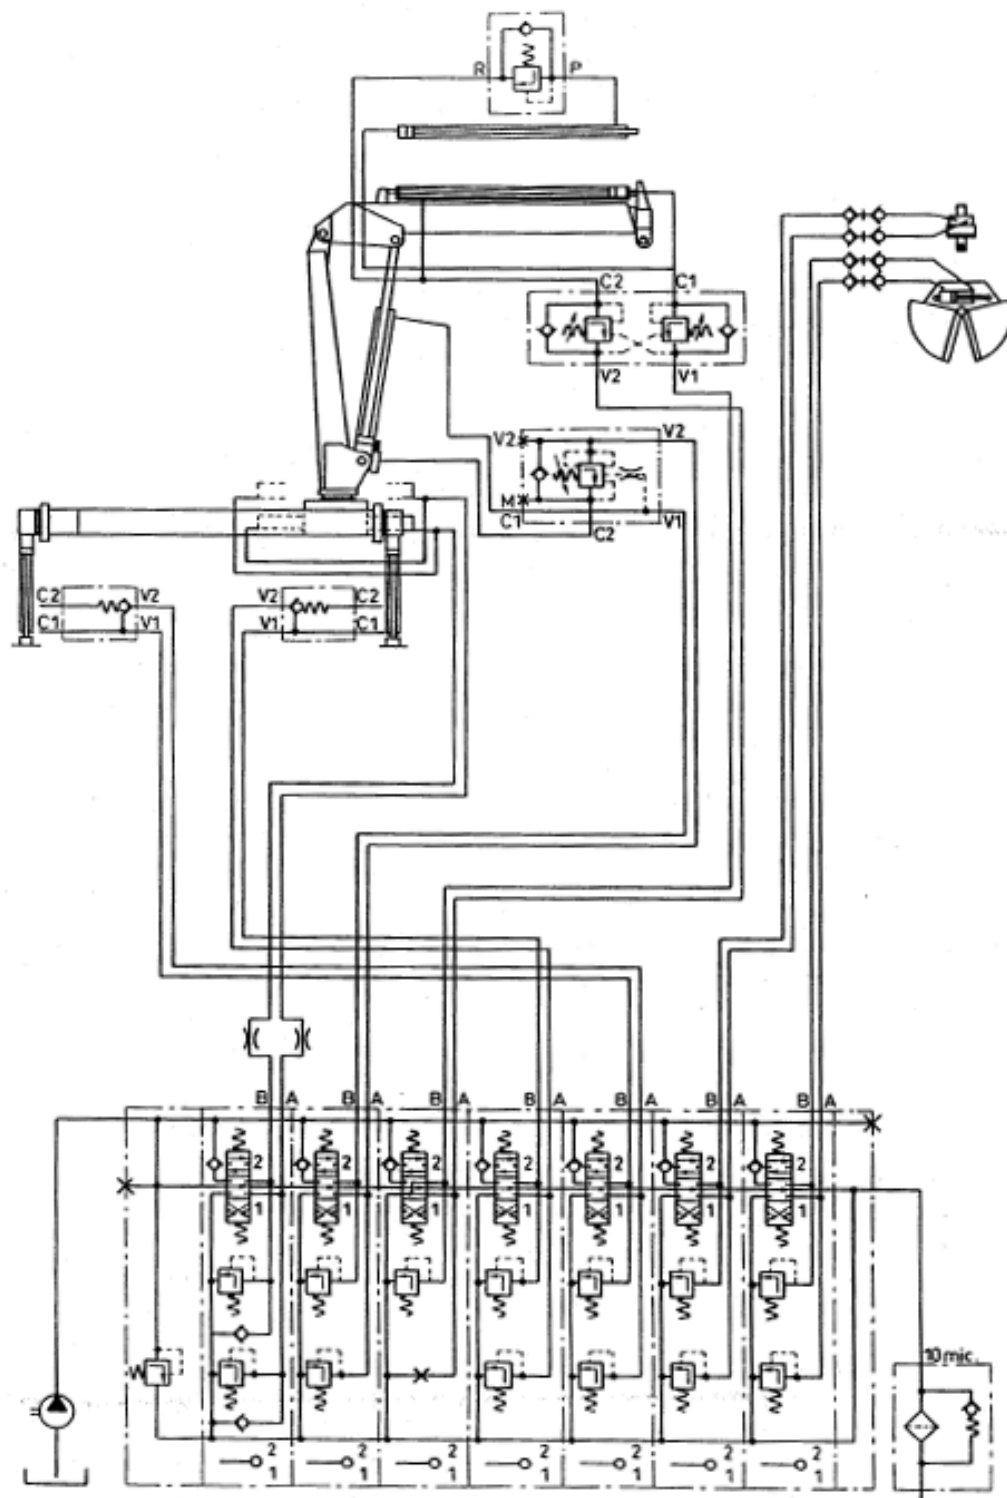 R P
C2 C1
V2 V1
V2 V2
M
C1 V1
C2
C2 V2 V2 C2
C1 V1 V1 C1
B A B A B A B A B A B A B A
2 2 2 2 2 2 2
1 1 1 1 1 1 1
10 mic.
2 2 2 2 2 2 2
1 1 1 1 1 1 1